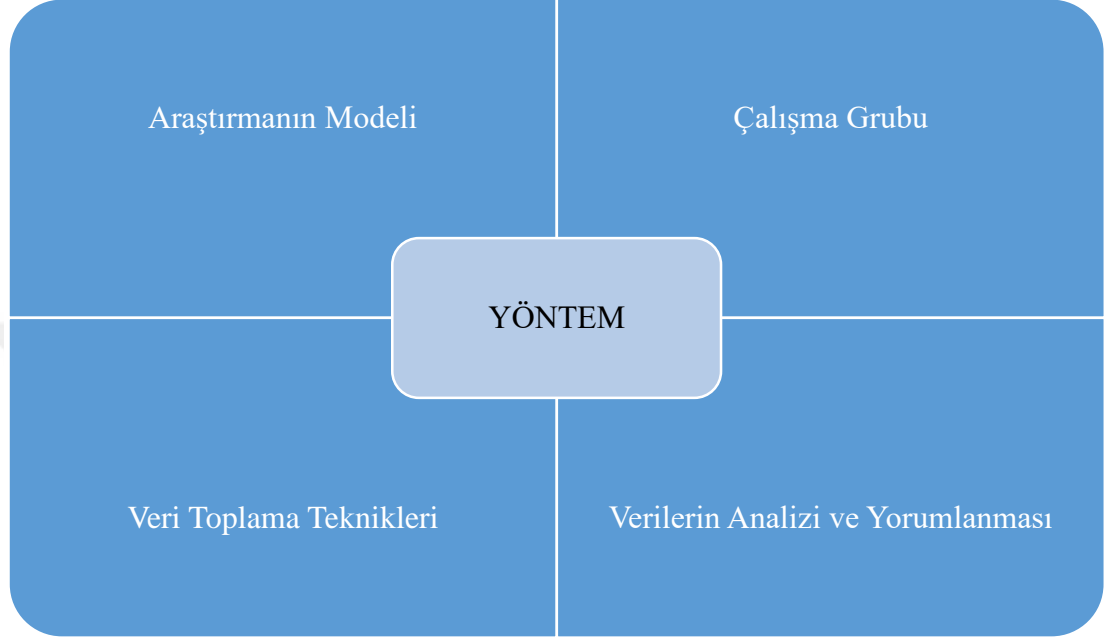 Araştırmanın Modeli
Çalışma Grubu
YÖNTEM
Veri Toplama Teknikleri
Verilerin Analizi ve Yorumlanması